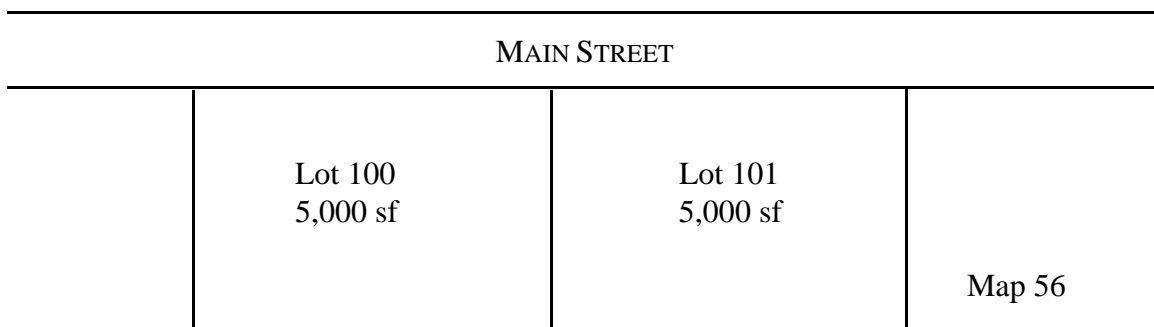 MAIN STREET
Lot 100
5,000 sf
Lot 101
5,000 sf
Map 56